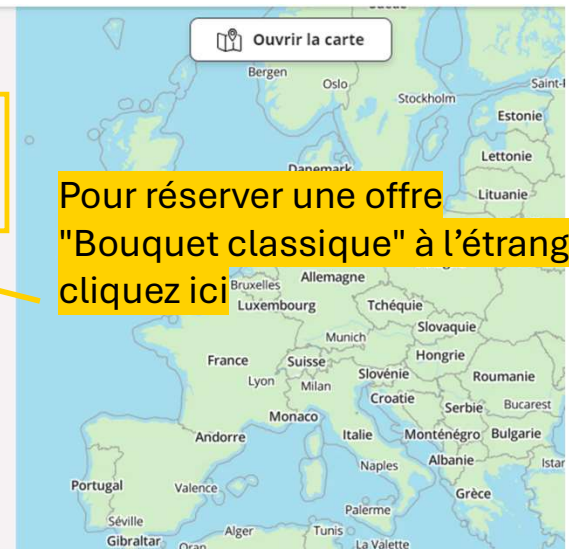 Ouvrir la carte
Bergen
Oslo
Saint-
Stockholm
Estonie
Lettonie
Danemark
Lituanie
Pour réserver une offre
"Bouquet classique" à l’étrang
cliquez ici
Bruxelles
Allemagne
Luxembourg
Tchéquie
Slovaquie
Munich
France
Suisse
Hongrie
Slovénie
Roumanie
Lyon
Milan
Croatie
Serbie
Bucarest
Monaco
Andorre
Italie
Monténégro
Bulgarie
Naples
Albanie
Istan
Portugal
Valence
Grèce
Palerme
Séville
Gibraltar
Oran
Alger
Tunis
La Valette